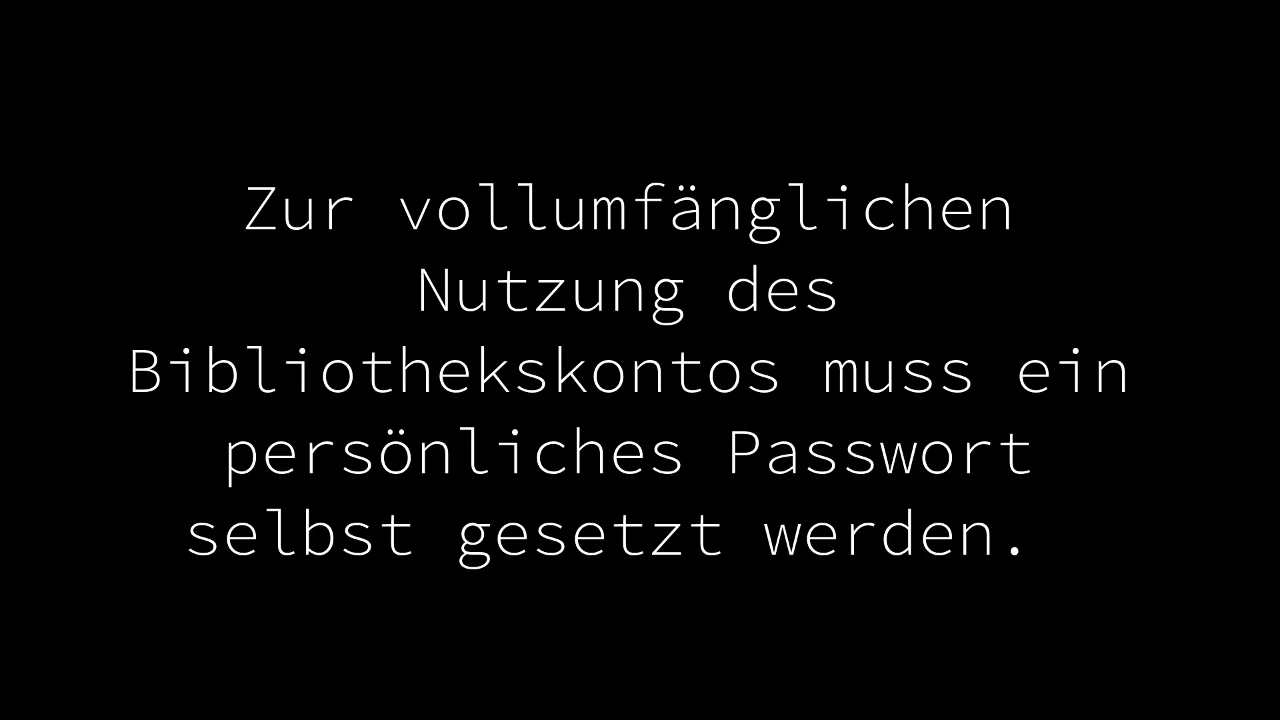 Zur vollumfänglichen
Nutzung des
Bibliothekskontos muss ein
persönliches Passwort
selbst gesetzt werden.